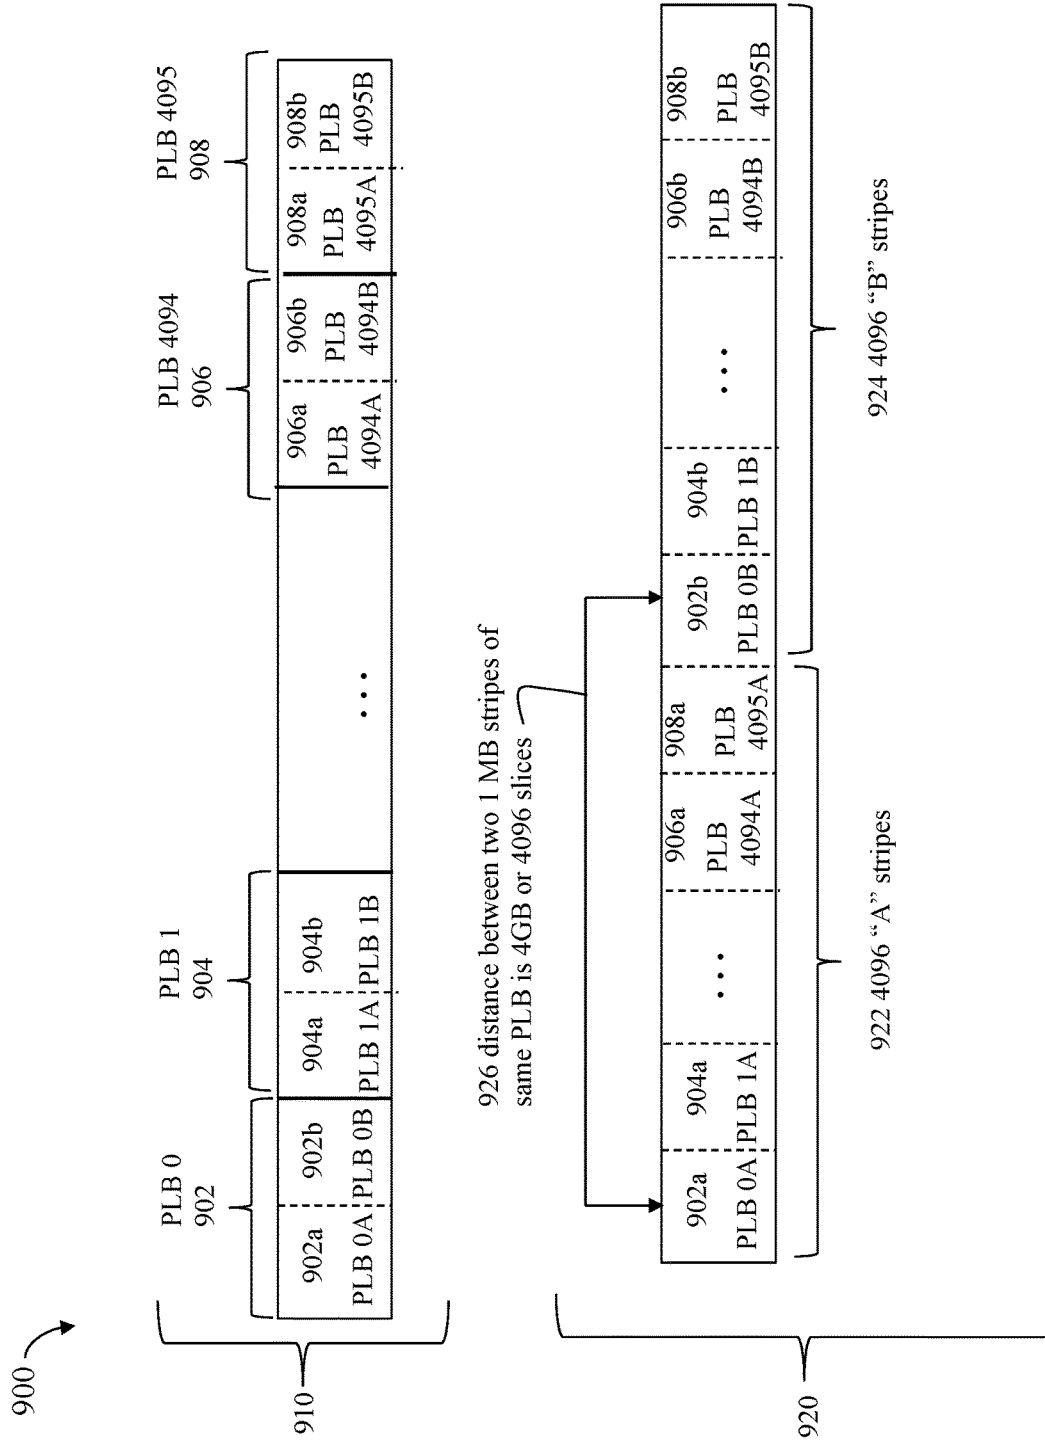 900
PLB 0
902
PLB 1
904
PLB 4094
906
PLB 4095
908
902a
PLB 0A
902b
PLB 0B
904a
PLB 1A
904b
PLB 1B
...
906a
PLB
4094A
906b
PLB
4094B
908a
PLB
4095A
908b
PLB
4095B
910
926 distance between two 1 MB stripes of
same PLB is 4GB or 4096 slices
902a
PLB 0A
904a
PLB 1A
...
906a
PLB
4094A
908a
PLB
4095A
902b
PLB 0B
904b
PLB 1B
...
906b
PLB
4094B
908b
PLB
4095B
922 4096 “A” stripes
924 4096 “B” stripes
920